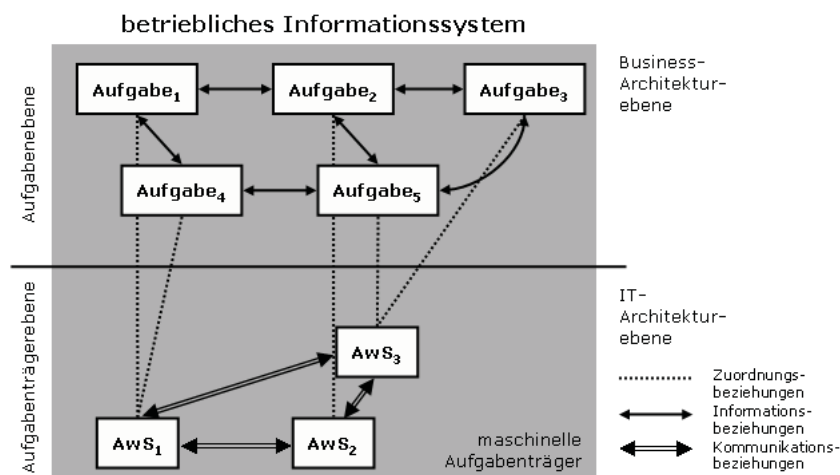 betriebliches Informationssystem
Aufgabenebene
Aufgabe1
Aufgabe2
Aufgabe3
Business-
Architektur-
ebene
Aufgabe4
Aufgabe5
Aufgabenträgerebene
IT-
Architektur-
ebene
AwS3
AwS1
AwS2
maschinelle
Aufgabenträger
Zuordnungs-
beziehungen
Informations-
beziehungen
Kommunikations-
beziehungen